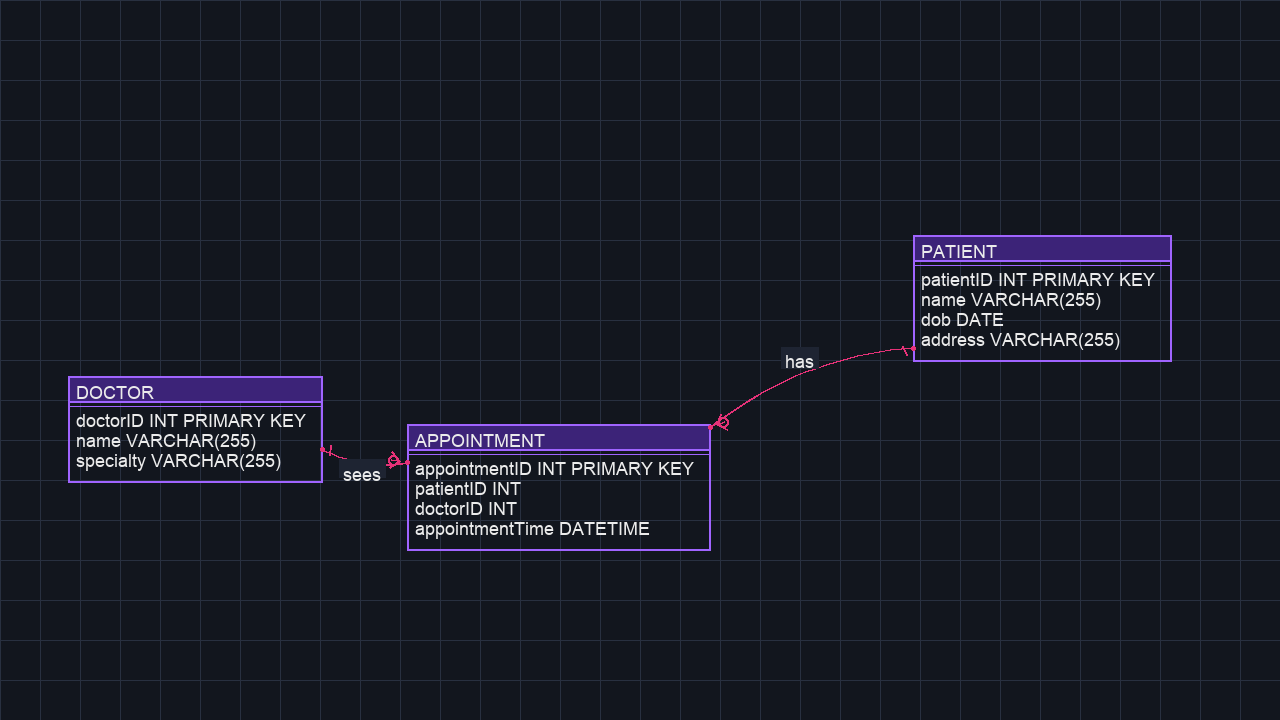 PATIENT
patientID INT PRIMARY KEY
name VARCHAR(255)
dob DATE
address VARCHAR(255)
has
DOCTOR
doctorID INT PRIMARY KEY
name VARCHAR(255)
specialty VARCHAR(255)
sees
APPOINTMENT
appointmentID INT PRIMARY KEY
patientID INT
doctorID INT
appointmentTime DATETIME